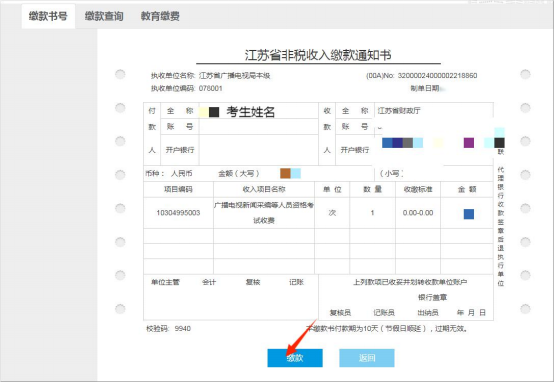 缴款书号 缴款查询 教育缴费
江苏省非税收入缴款通知书
执收单位名称: 江苏省广播电视局本级 (00A)No: 32000024000002218860
执收单位编码: 075001 制单日期:
付款人 全 称 考生姓名 收款人 全 称 江苏省财政厅
账 号 账 号
开户银行 开户银行
币种: 人民币 金额（大写） （小写
项目编码 收入项目名称 单 位 数 量 收缴标准 金 额
10304995003 广播电视新闻采编等人员资格考试收费 次 1 0.00-0.00
联 代理银行收款签章后退执行单位
单位主管 会计 复核 记账 上列款项已收妥并划转收款单位账户
银行盖章
复核员 记账员 出纳员 年 月 日
校验码: 9940 本缴款书付款期为10天（节假日顺延），过期无效。
缴款 返回